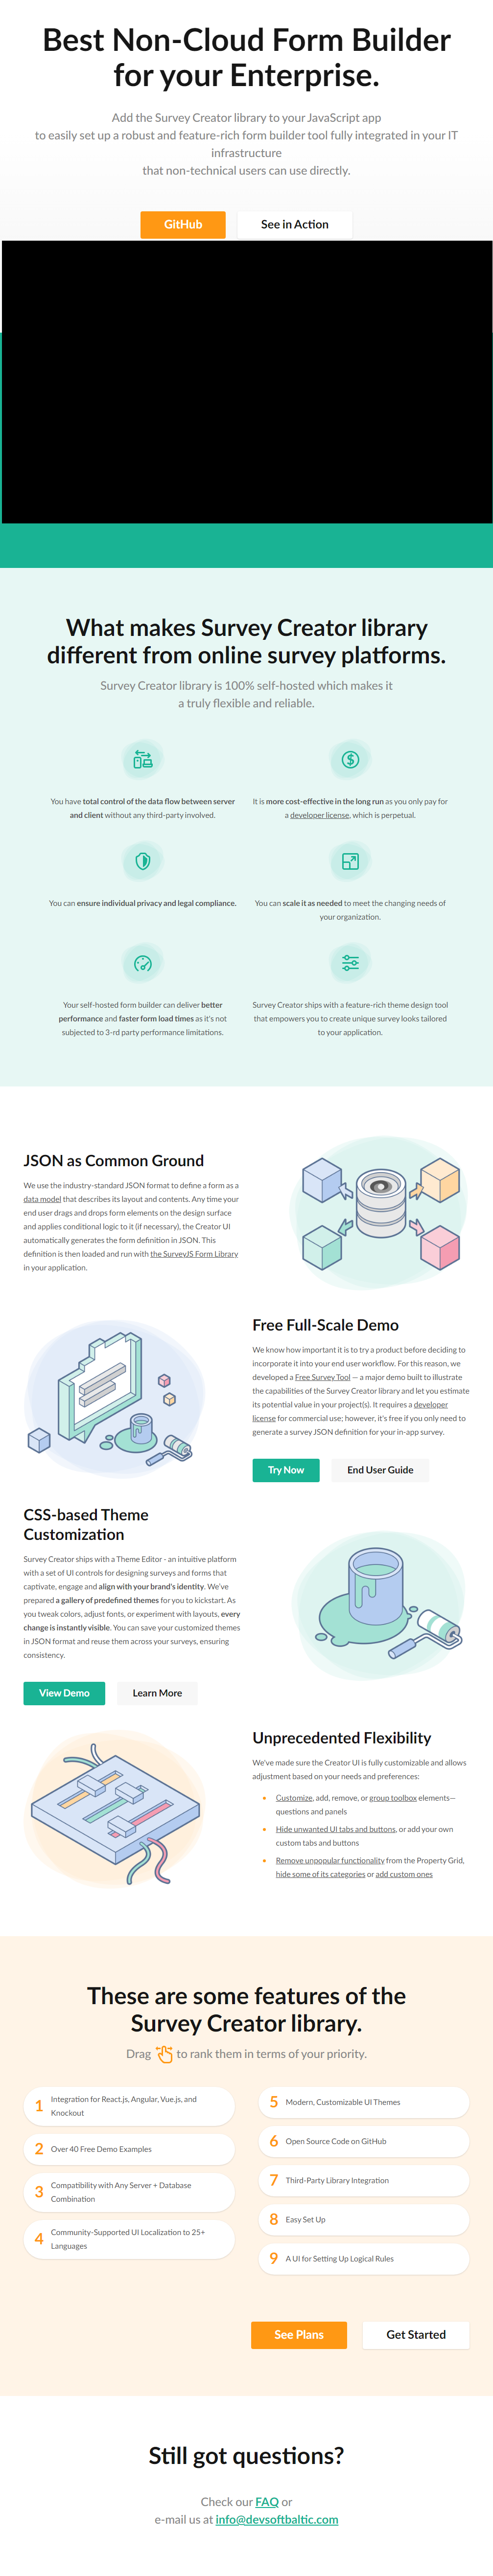 Best Non-Cloud Form Builder
for your Enterprise.
Add the Survey Creator library to your JavaScript app
to easily set up a robust and feature-rich form builder tool fully integrated in your IT
infrastructure
that non-technical users can use directly.
GitHub
See in Action
What makes Survey Creator library
different from online survey platforms.
Survey Creator library is 100% self-hosted which makes it
a truly flexible and reliable.
You have total control of the data flow between server
and client without any third-party involved.
It is more cost-effective in the long run as you only pay for
a developer license, which is perpetual.
You can ensure individual privacy and legal compliance.
You can scale it as needed to meet the changing needs of
your organization.
Your self-hosted form builder can deliver better
performance and faster form load times as it's not
subjected to 3-rd party performance limitations.
Survey Creator ships with a feature-rich theme design tool
that empowers you to create unique survey looks tailored
to your application.
JSON as Common Ground
We use the industry-standard JSON format to define a form as a
data model that describes its layout and contents. Any time your
end user drags and drops form elements on the design surface
and applies conditional logic to it (if necessary), the Creator UI
automatically generates the form definition in JSON. This
definition is then loaded and run with the SurveyJS Form Library
in your application.
Free Full-Scale Demo
We know how important it is to try a product before deciding to
incorporate it into your end user workflow. For this reason, we
developed a Free Survey Tool — a major demo built to illustrate
the capabilities of the Survey Creator library and let you estimate
its potential value in your project(s). It requires a developer
license for commercial use; however, it's free if you only need to
generate a survey JSON definition for your in-app survey.
Try Now
End User Guide
CSS-based Theme
Customization
Survey Creator ships with a Theme Editor - an intuitive platform
with a set of UI controls for designing surveys and forms that
captivate, engage and align with your brand's identity. We've
prepared a gallery of predefined themes for you to kickstart. As
you tweak colors, adjust fonts, or experiment with layouts, every
change is instantly visible. You can save your customized themes
in JSON format and reuse them across your surveys, ensuring
consistency.
View Demo
Learn More
Unprecedented Flexibility
We've made sure the Creator UI is fully customizable and allows
adjustment based on your needs and preferences:
Customize, add, remove, or group toolbox elements—
questions and panels
Hide unwanted UI tabs and buttons, or add your own
custom tabs and buttons
Remove unpopular functionality from the Property Grid,
hide some of its categories or add custom ones
These are some features of the
Survey Creator library.
Drag to rank them in terms of your priority.
1 Integration for React.js, Angular, Vue.js, and
Knockout
2 Over 40 Free Demo Examples
3 Compatibility with Any Server + Database
Combination
4 Community-Supported UI Localization to 25+
Languages
5 Modern, Customizable UI Themes
6 Open Source Code on GitHub
7 Third-Party Library Integration
8 Easy Set Up
9 A UI for Setting Up Logical Rules
See Plans
Get Started
Still got questions?
Check our FAQ or
e-mail us at info@devsoftbaltic.com